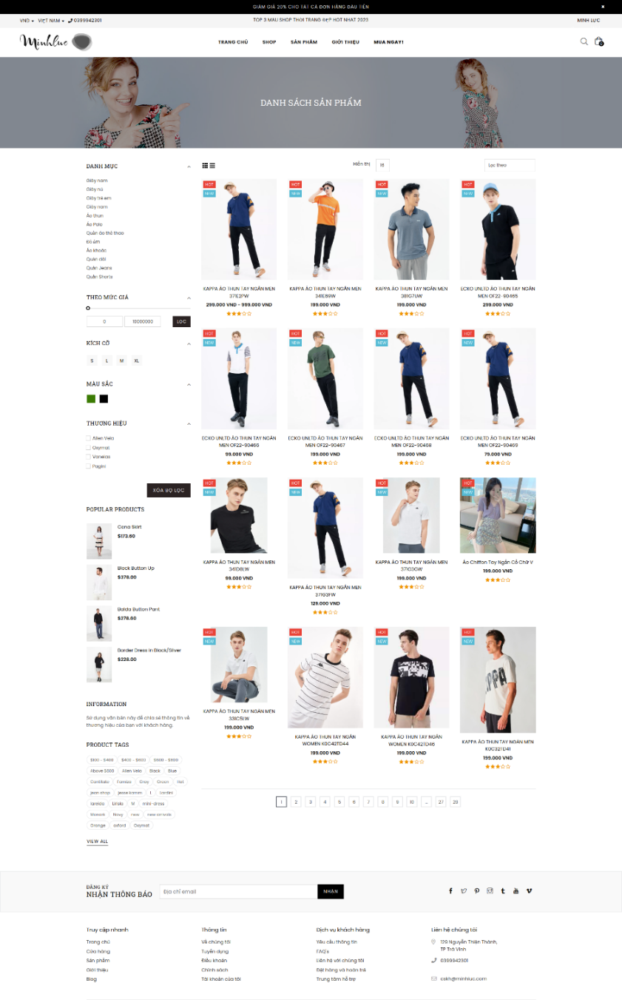 GIẢM GIÁ 20% CHO TẤT CẢ ĐƠN HÀNG ĐẦU TIÊN
VND VIỆT NAM 0399942301
TOP 3 MẪU SHOP THỜI TRANG ĐẸP HOT NHẤT 2023
MINH LỰC
Minhluc
TRANG CHỦ SHOP SẢN PHẨM GIỚI THIỆU MUA NGAY!
0
DANH SÁCH SẢN PHẨM
DANH MỤC
Giày nam
Giày nữ
Giày trẻ em
Giày nam
Áo thun
Áo Polo
Quần áo thể thao
Áo khoác
Quần dài
Quần Jeans
Quần Shorts
THEO MỨC GIÁ
0
LỌC
KÍCH CỠ
S L M XL
MÀU SẮC
THƯƠNG HIỆU
Allen Vela
Oxymat
Vanelas
Pagini
XÓA BỘ LỌC
POPULAR PRODUCTS
Cena Skirt
$173.60
Block Button Up
$378.00
Balda Button Pant
$278.60
Border Dress in Black/Silver
$228.00
INFORMATION
Sử dụng văn bản này để chia sẻ thông tin về
thương hiệu của bạn với khách hàng.
PRODUCT TAGS
$100 - $400 $400 - $600 $600 - $800
Above $800 Allen Vela Black Blue
Cantitate Famiza Gray Green Hot
jean shop jesse kamm L Lardini
lareida Liriska M mini-dress
Navy new new arrivals
Orange oxford Oxymat
VIEW ALL
Hiển thị 16
Lọc theo
HOT
NEW
HOT
NEW
HOT
NEW
HOT
NEW
KAPPA ÁO THUN TAY NGẮN MEN
371E2PW
299.000 VND - 999.000 VND
KAPPA ÁO THUN TAY NGẮN MEN
341E69W
199.000 VND
KAPPA ÁO THUN TAY NGẮN MEN
381G7UW
199.000 VND
ECKO UNLTD ÁO THUN TAY NGẮN
MEN OF22-90465
299.000 VND
HOT
NEW
HOT
NEW
HOT
NEW
HOT
NEW
ECKO UNLTD ÁO THUN TAY NGẮN
MEN OF22-90466
99.000 VND
ECKO UNLTD ÁO THUN TAY NGẮN
MEN OF22-90467
199.000 VND
ECKO UNLTD ÁO THUN TAY NGẮN
MEN OF22-90468
199.000 VND
ECKO UNLTD ÁO THUN TAY NGẮN
MEN OF22-90469
79.000 VND
HOT
NEW
HOT
NEW
HOT
NEW
HOT
NEW
KAPPA ÁO THUN TAY NGẮN MEN
341D8LW
99.000 VND
KAPPA ÁO THUN TAY NGẮN MEN
371G3FW
129.000 VND
KAPPA ÁO THUN TAY NGẮN MEN
371C3GW
199.000 VND
Áo Chiffon Tay Ngắn Cổ Chữ V
199.000 VND
HOT
NEW
HOT
NEW
HOT
NEW
HOT
NEW
KAPPA ÁO THUN TAY NGẮN MEN
331C5LW
199.000 VND
KAPPA ÁO THUN TAY NGẮN
WOMEN K0C42TD44
199.000 VND
KAPPA ÁO THUN TAY NGẮN
WOMEN K0C42TD46
199.000 VND
KAPPA ÁO THUN TAY NGẮN MEN
K0C32TD41
199.000 VND
1 2 3 4 5 6 7 8 9 10 ... 27 28
ĐĂNG KÝ
NHẬN THÔNG BÁO
Địa chỉ email
NHẬN
Truy cập nhanh
Trang chủ
Cửa hàng
Sản phẩm
Giới thiệu
Blog
Thông tin
Về chúng tôi
Tuyển dụng
Điều khoản
Chính sách
Tài khoản của tôi
Dịch vụ khách hàng
Yêu cầu thông tin
FAQ's
Liên hệ với chúng tôi
Đặt hàng và hoàn trả
Trung tâm hỗ trợ
Liên hệ chúng tôi
126 Nguyễn Thiện Thành,
TP Trà Vinh
0399942301
cskh@minhluc.com